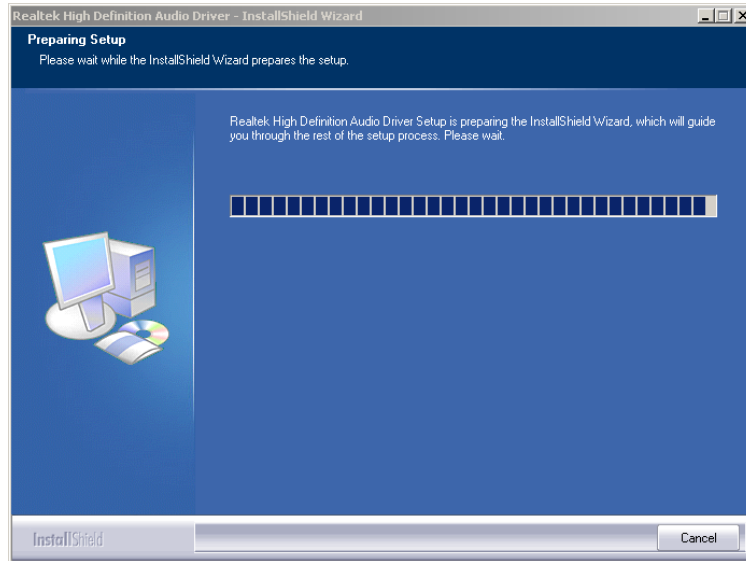 Realtek High Definition Audio Driver - InstallShield Wizard
Preparing Setup
Please wait while the InstallShield Wizard prepares the setup.
Realtek High Definition Audio Driver Setup is preparing the InstallShield Wizard, which will guide
you through the rest of the setup process. Please wait.
InstallShield
Cancel